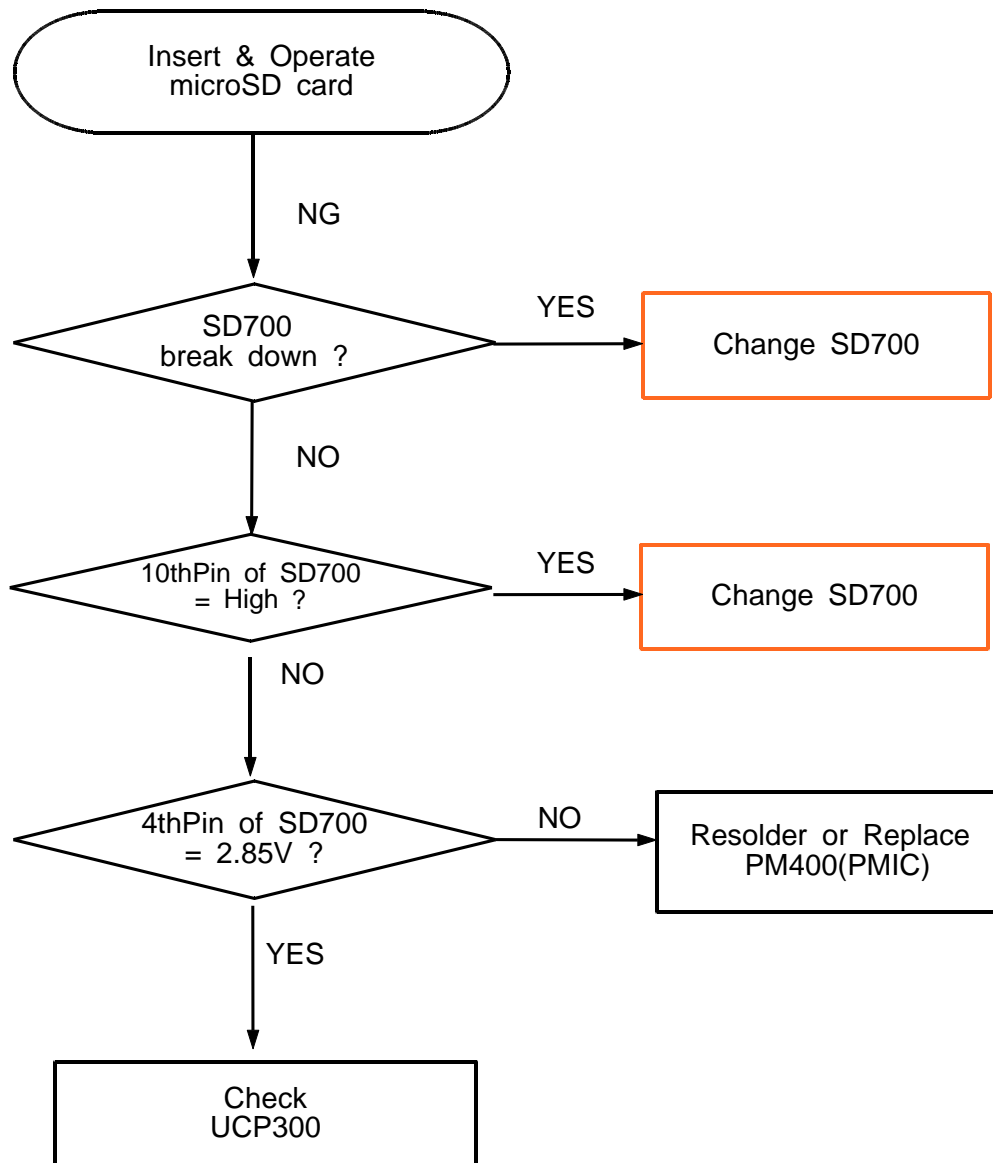 Insert & Operate
microSD card
NG
SD700
break down ?
YES
Change SD700
NO
10thPin of SD700
= High ?
YES
Change SD700
NO
4thPin of SD700
= 2.85V ?
NO
Resolder or Replace
PM400(PMIC)
YES
Check
UCP300